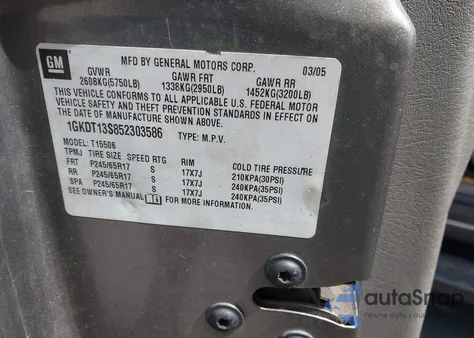 GM
MFD BY GENERAL MOTORS CORP. 03/05
GVWR GAWR FRT GAWR RR
2608KG(5750LB) 1338KG(2950LB) 1452KG(3200LB)
THIS VEHICLE CONFORMS TO ALL APPLICABLE U.S. FEDERAL MOTOR
VEHICLE SAFETY AND THEFT PREVENTION STANDARDS IN EFFECT ON
THE DATE OF MANUFACTURE SHOWN ABOVE.
1GKDT13S852303586 TYPE: M.P.V.
MODEL: T15506
TPMJ TIRE SIZE SPEED RTG RIM COLD TIRE PRESSURE
FRT P245/65R17 S 17X7J 210KPA(30PSI)
RR P245/65R17 S 17X7J 240KPA(35PSI)
SPA P245/65R17 S 17X7J 240KPA(35PSI)
SEE OWNER'S MANUAL FOR MORE INFORMATION.
autoSnap
Pewne auto z